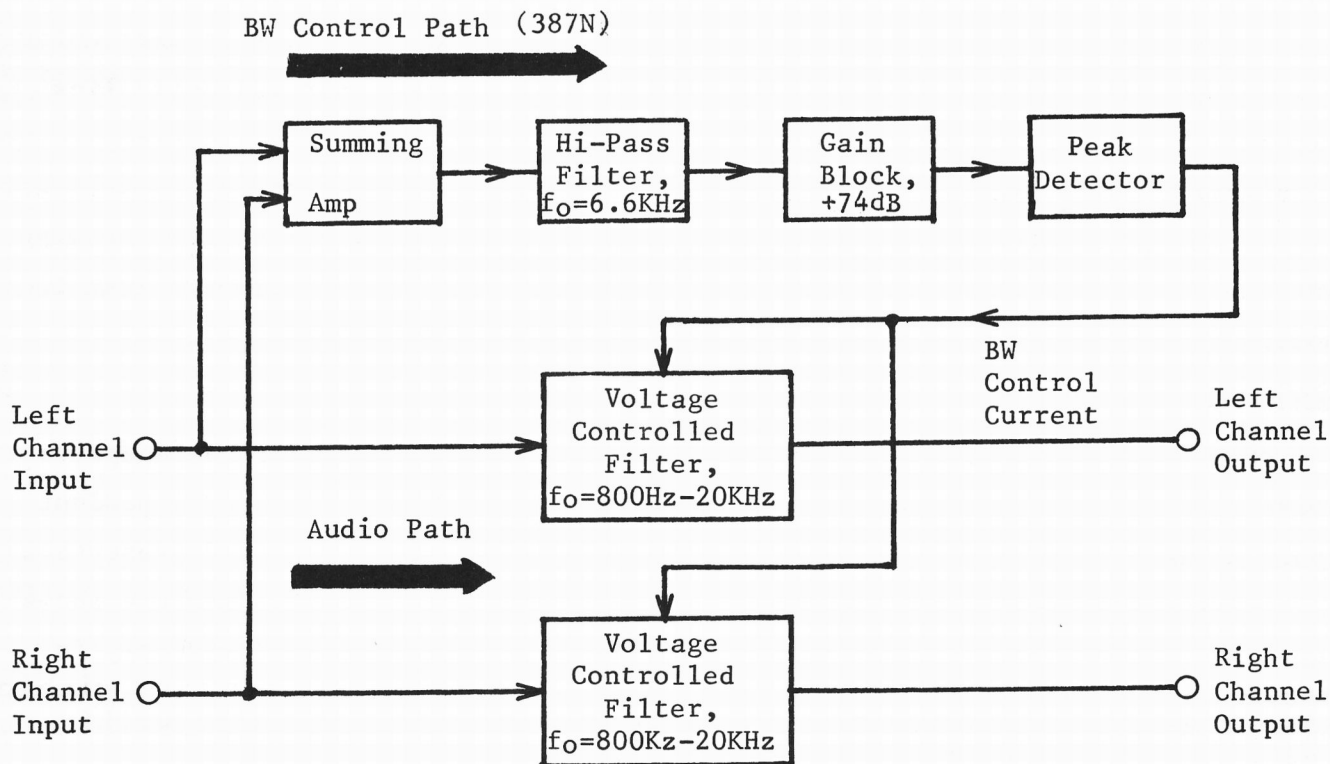 BW Control Path (387N)
Summing
Amp
Hi-Pass
Filter,
fo=6.6KHz
Gain
Block,
+74dB
Peak
Detector
BW
Control
Current
Left
Channel
Input
Voltage
Controlled
Filter,
fo=800Hz-20KHz
Left
Channel
Output
Audio Path
Right
Channel
Input
Voltage
Controlled
Filter,
fo=800Kz-20KHz
Right
Channel
Output